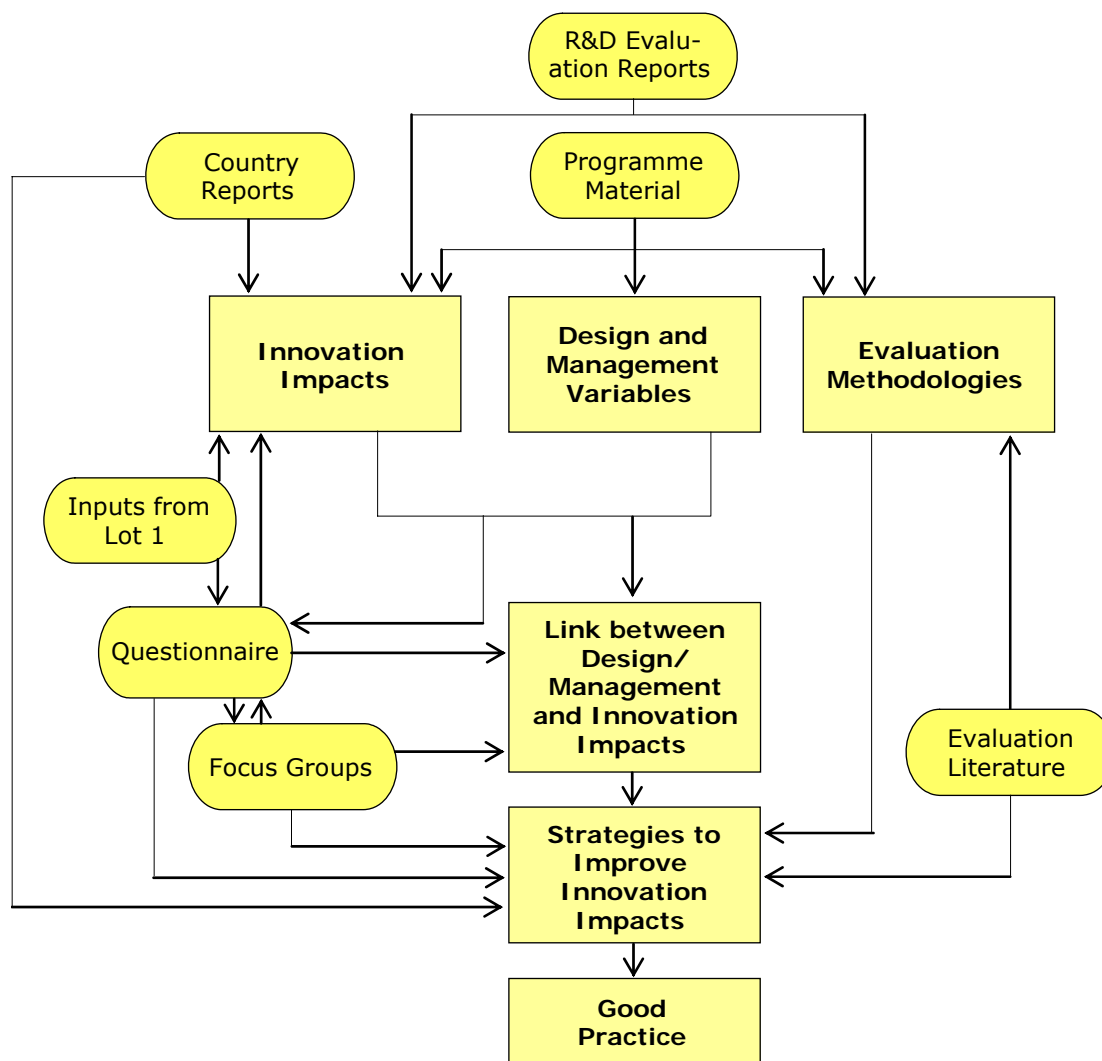 R&D Evalu-
ation Reports
Country
Reports
Programme
Material
Innovation
Impacts
Design and
Management
Variables
Evaluation
Methodologies
Inputs from
Lot 1
Questionnaire
Link between
Design/
Management
and Innovation
Impacts
Focus Groups
Evaluation
Literature
Strategies to
Improve
Innovation
Impacts
Good
Practice